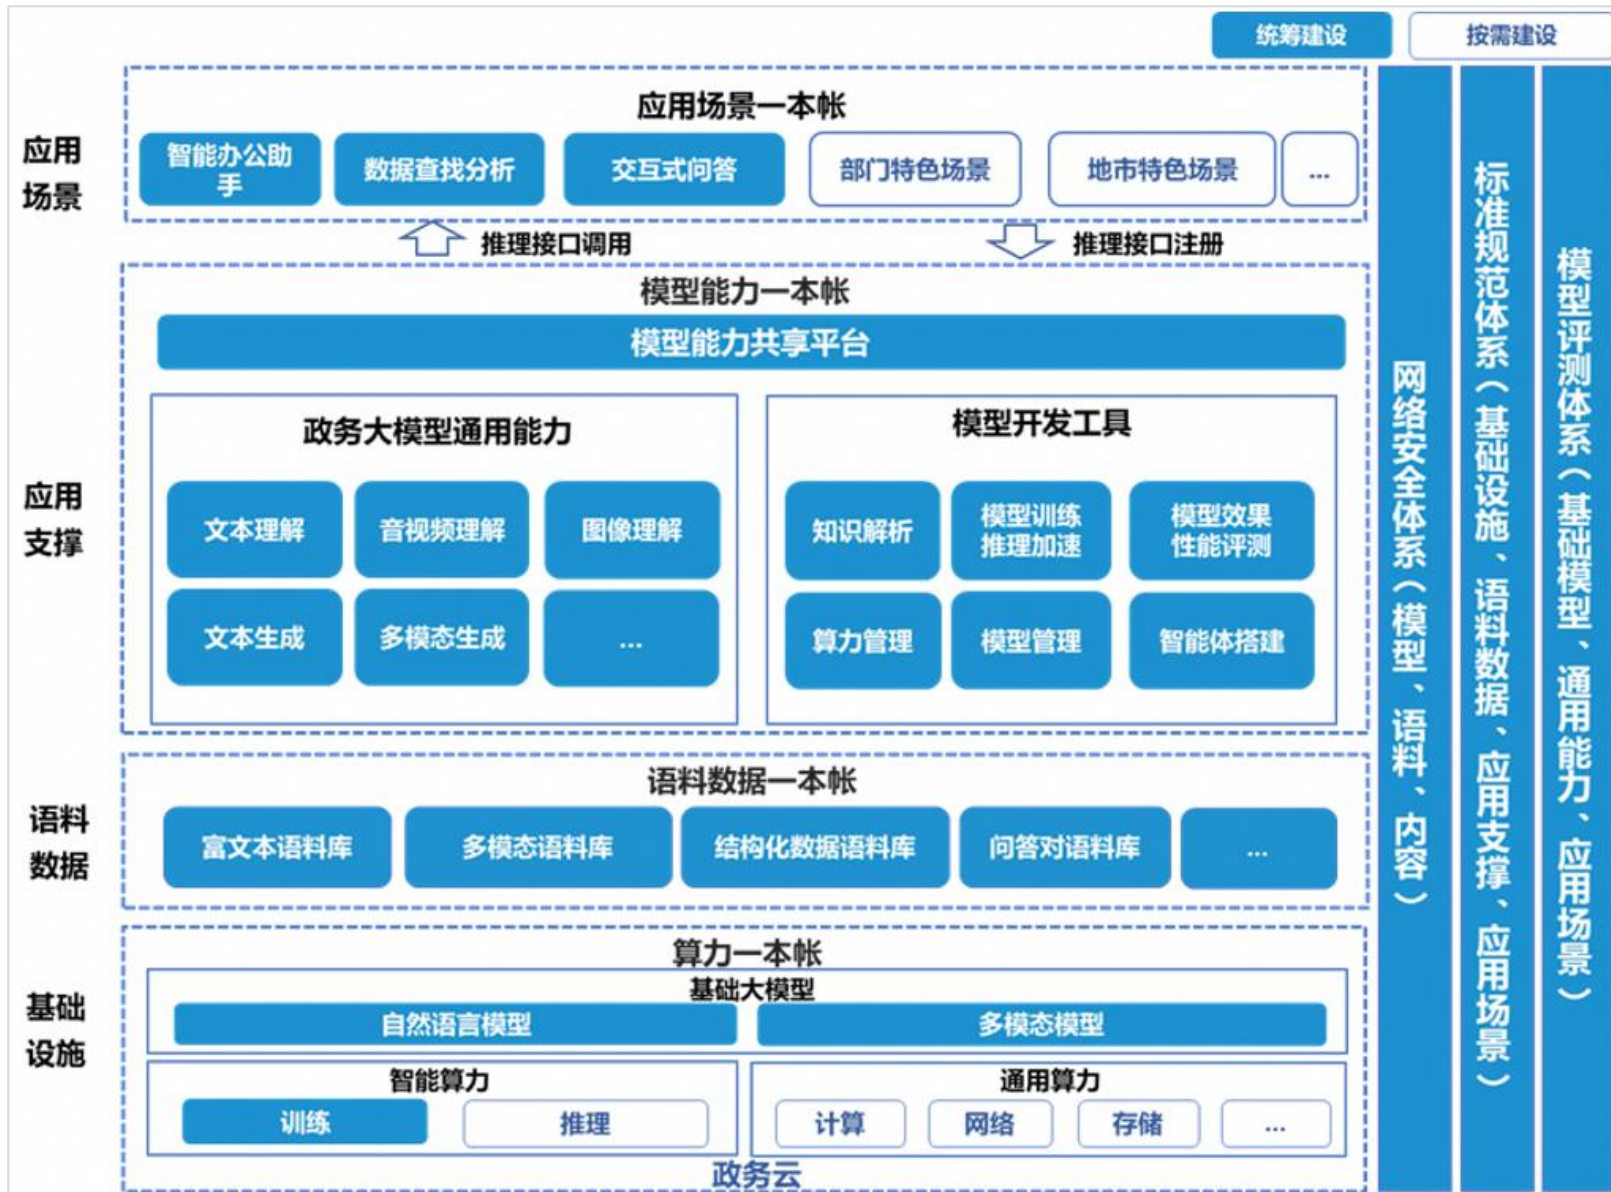 统筹建设
按需建设
应用
场景
应用场景一本帐
智能办公助
手
数据查找分析
交互式问答
部门特色场景
地市特色场景
...
推理接口调用
推理接口注册
应用
支撑
模型能力一本帐
模型能力共享平台
政务大模型通用能力
文本理解
音视频理解
图像理解
文本生成
多模态生成
...
模型开发工具
知识解析
模型训练
推理加速
模型效果
性能评测
算力管理
模型管理
智能体搭建
语料
数据
语料数据一本帐
富文本语料库
多模态语料库
结构化数据语料库
问答对语料库
...
基础
设施
算力一本帐
基础大模型
自然语言模型
多模态模型
智能算力
训练
推理
通用算力
计算
网络
存储
...
政务云
网络安全体系（模型、语料、内容）
标准规范体系（基础设施、语料数据、应用支撑、应用场景）
模型评测体系（基础模型、通用能力、应用场景）